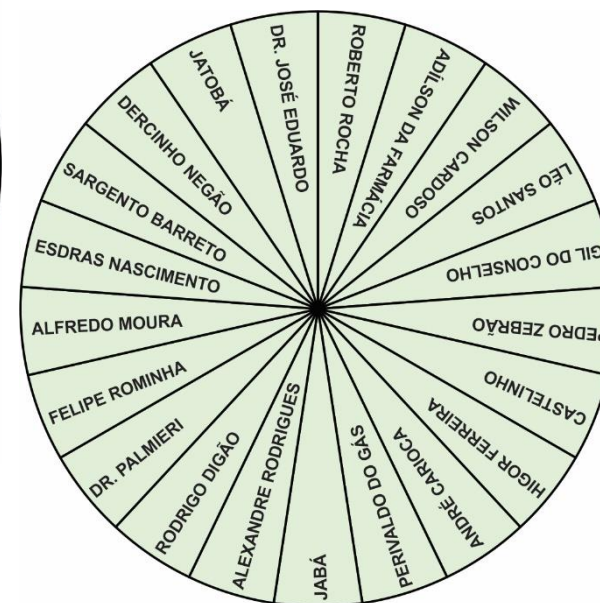 ROBERTO ROCHA
ADÍLSON DA FARMÁCIA
WILSON CARDOSO
LÉO SANTOS
GIL DO CONSELHO
PEDRO ZEBRÃO
CASTELINHO
HIGOR FERREIRA
ANDRÉ CARIOCA
PERIVALDO DO GÁS
JABÁ
ALEXANDRE RODRIGUES
RODRIGO DIGÃO
DR. PALMIERI
FELIPE ROMINHA
ALFREDO MOURA
ESDRAS NASCIMENTO
SARGENTO BARRETO
DERCINHO NEGÃO
JATOBÁ
DR. JOSÉ EDUARDO